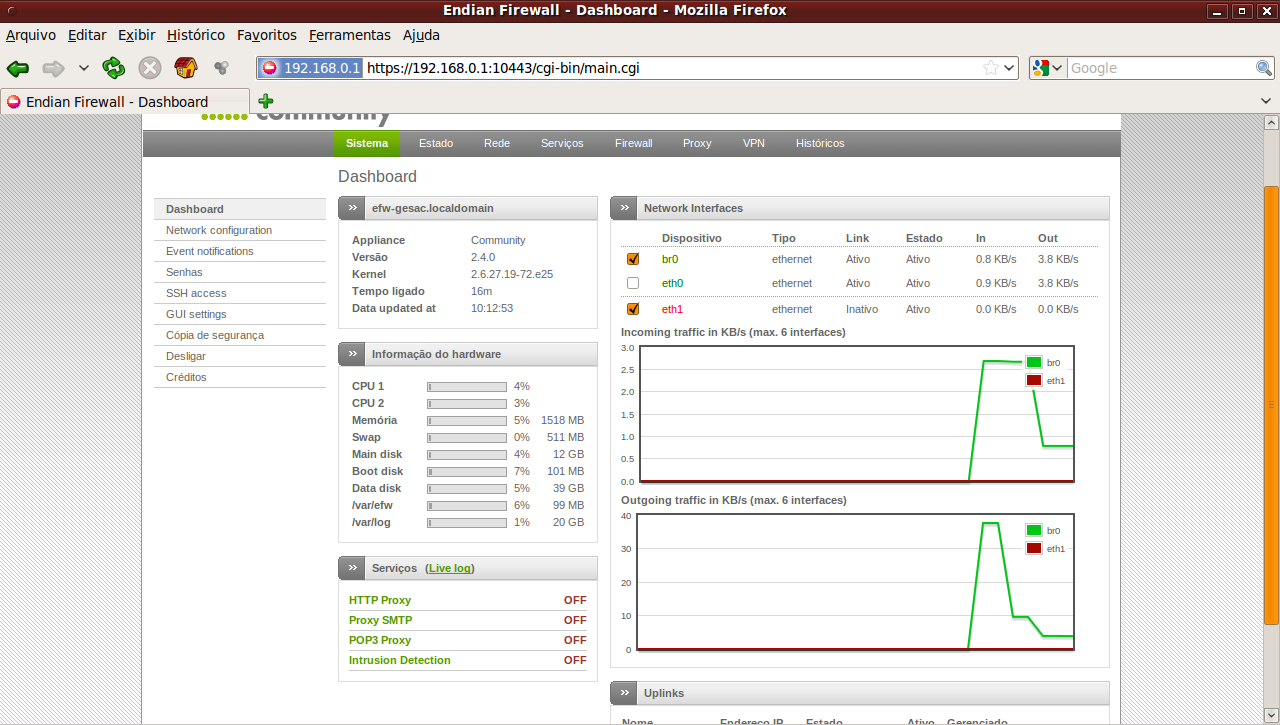 Endian Firewall - Dashboard - Mozilla Firefox
Arquivo Editar Exibir Histórico Favoritos Ferramentas Ajuda
192.168.0.1 https://192.168.0.1:10443/cgi-bin/main.cgi Google
Endian Firewall - Dashboard
community
Sistema Estado Rede Serviços Firewall Proxy VPN Históricos
Dashboard
Dashboard
Network configuration
Event notifications
Senhas
SSH access
GUI settings
Cópia de segurança
Desligar
Créditos
efw-gesac.localdomain
Appliance Community
Versão 2.4.0
Kernel 2.6.27.19-72.e25
Tempo ligado 16m
Data updated at 10:12:53
Informação do hardware
CPU 1 4%
CPU 2 3%
Memória 5% 1518 MB
Swap 0% 511 MB
Main disk 4% 12 GB
Boot disk 7% 101 MB
Data disk 5% 39 GB
/var/efw 6% 99 MB
/var/log 1% 20 GB
Serviços (Live log)
HTTP Proxy OFF
Proxy SMTP OFF
POP3 Proxy OFF
Intrusion Detection OFF
Network Interfaces
Dispositivo Tipo Link Estado In Out
br0 ethernet Ativo Ativo 0.8 KB/s 3.8 KB/s
eth0 ethernet Ativo Ativo 0.9 KB/s 3.8 KB/s
eth1 ethernet Inativo Ativo 0.0 KB/s 0.0 KB/s
Incoming traffic in KB/s (max. 6 interfaces)
3.0
2.5
2.0
1.5
1.0
0.5
0.0
br0
eth1
Outgoing traffic in KB/s (max. 6 interfaces)
40
30
20
10
0
br0
eth1
Uplinks
Nome Endereço IP Estado Ativo Gerenciado